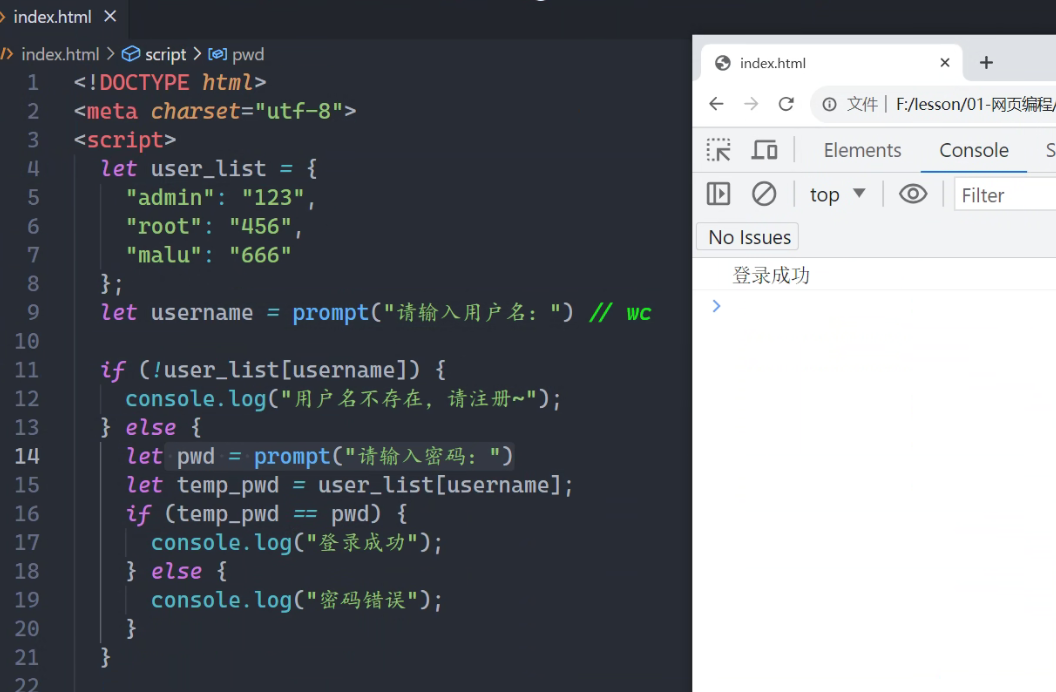 index.html
index.html > script > pwd
1 <!DOCTYPE html>
2 <meta charset="utf-8">
3 <script>
4 let user_list = {
5 "admin": "123",
6 "root": "456",
7 "malu": "666"
8 };
9 let username = prompt("请输入用户名: ") // wc
10
11 if (!user_list[username]) {
12 console.log("用户名不存在, 请注册~");
13 } else {
14 let pwd = prompt("请输入密码: ")
15 let temp_pwd = user_list[username];
16 if (temp_pwd == pwd) {
17 console.log("登录成功");
18 } else {
19 console.log("密码错误");
20 }
21 }
22
index.html
文件 | F:/lesson/01-网页编程/
Elements Console S
top Filter
No Issues
登录成功